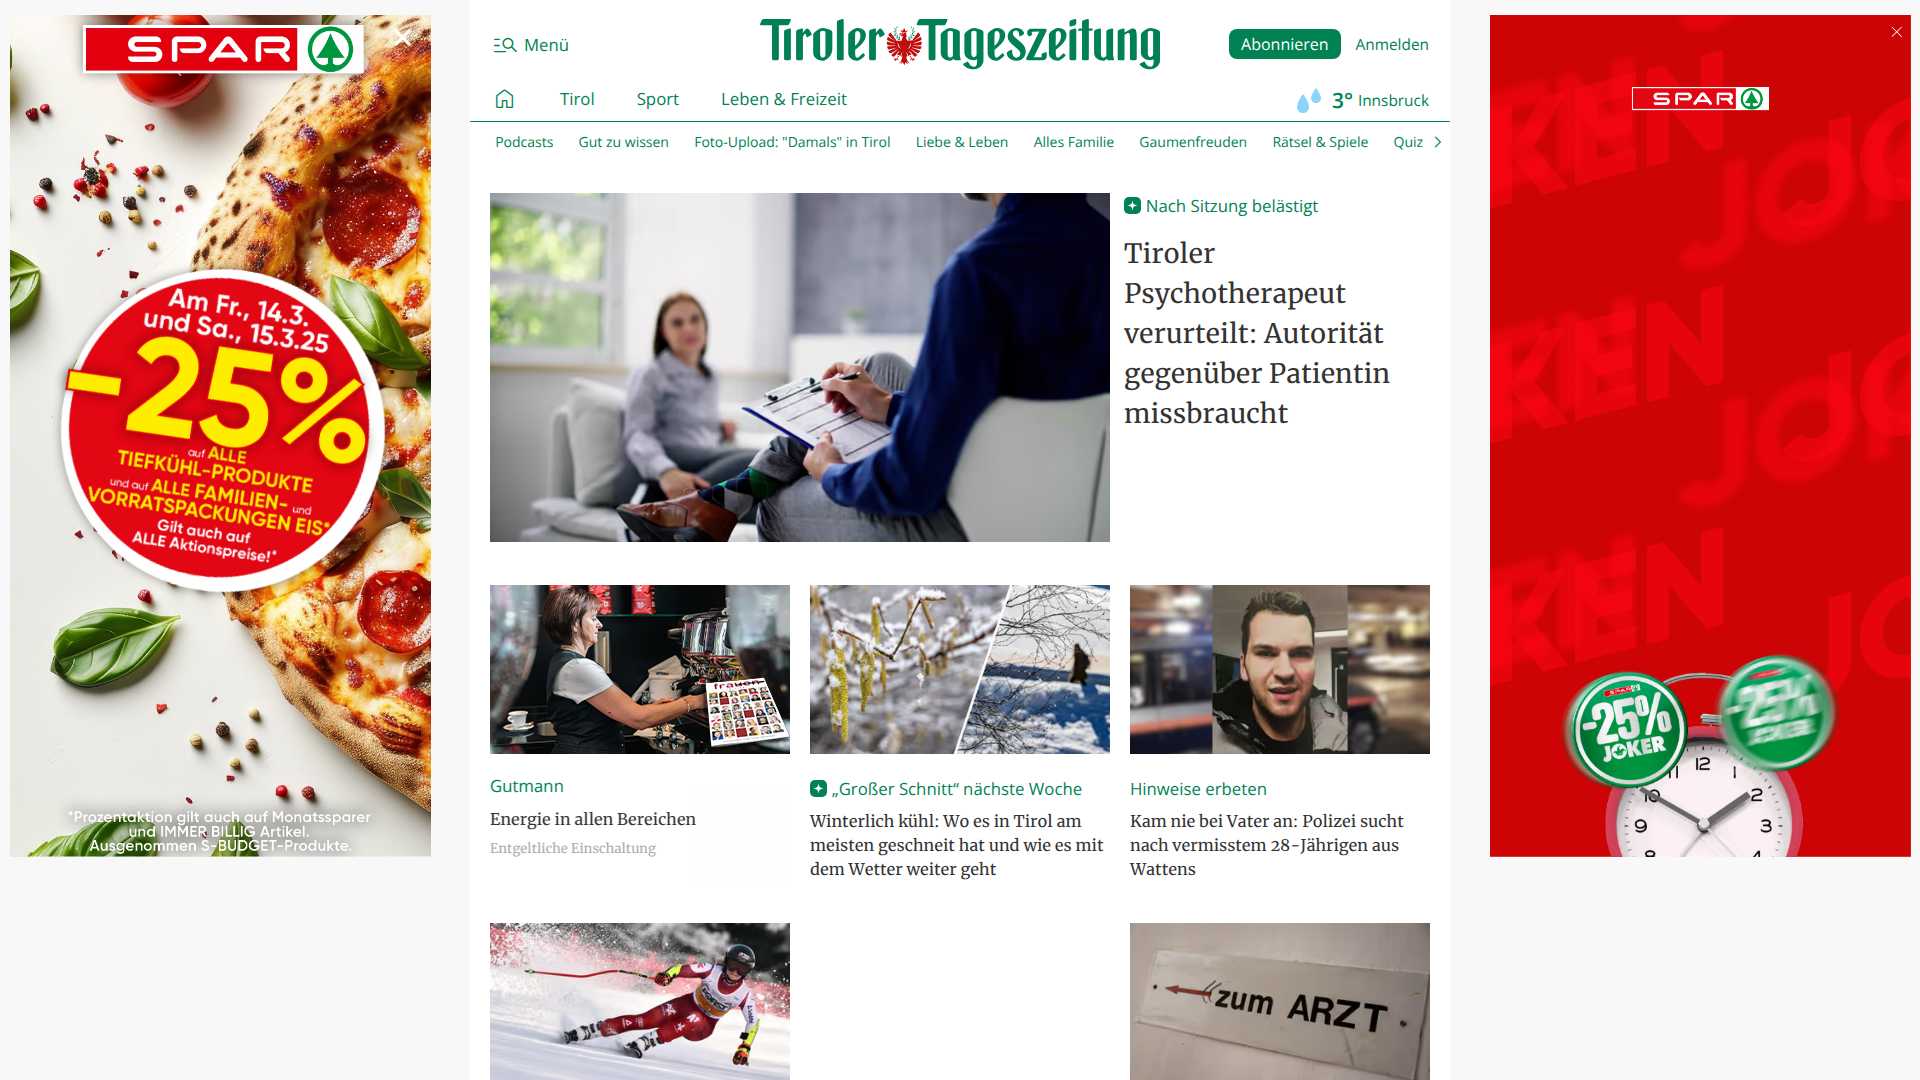 SPAR
Am Fr., 14.3.
und Sa., 15.3.25
-25%
auf ALLE
TIEFKÜHL-PRODUKTE
und auf ALLE FAMILIEN- und
VORRATSPACKUNGEN EIS*
Gilt auch auf
ALLE Aktionspreise!*
*Prozentaktion gilt auch auf Monatssparer
und IMMER BILLIG Artikel.
Ausgenommen S-BUDGET-Produkte.
Menü
Tiroler Tageszeitung
Abonnieren
Anmelden
Tirol
Sport
Leben & Freizeit
3° Innsbruck
Podcasts
Gut zu wissen
Foto-Upload: "Damals" in Tirol
Liebe & Leben
Alles Familie
Gaumenfreuden
Rätsel & Spiele
Quiz
Nach Sitzung belästigt
Tiroler
Psychotherapeut
verurteilt: Autorität
gegenüber Patientin
missbraucht
frauen
Gutmann
Energie in allen Bereichen
Entgeltliche Einschaltung
„Großer Schnitt“ nächste Woche
Winterlich kühl: Wo es in Tirol am
meisten geschneit hat und wie es mit
dem Wetter weiter geht
Hinweise erbeten
Kam nie bei Vater an: Polizei sucht
nach vermisstem 28-Jährigen aus
Wattens
zum ARZT
SPAR
-25%
JOKER
-25%
12
11 1
10 2
9 3